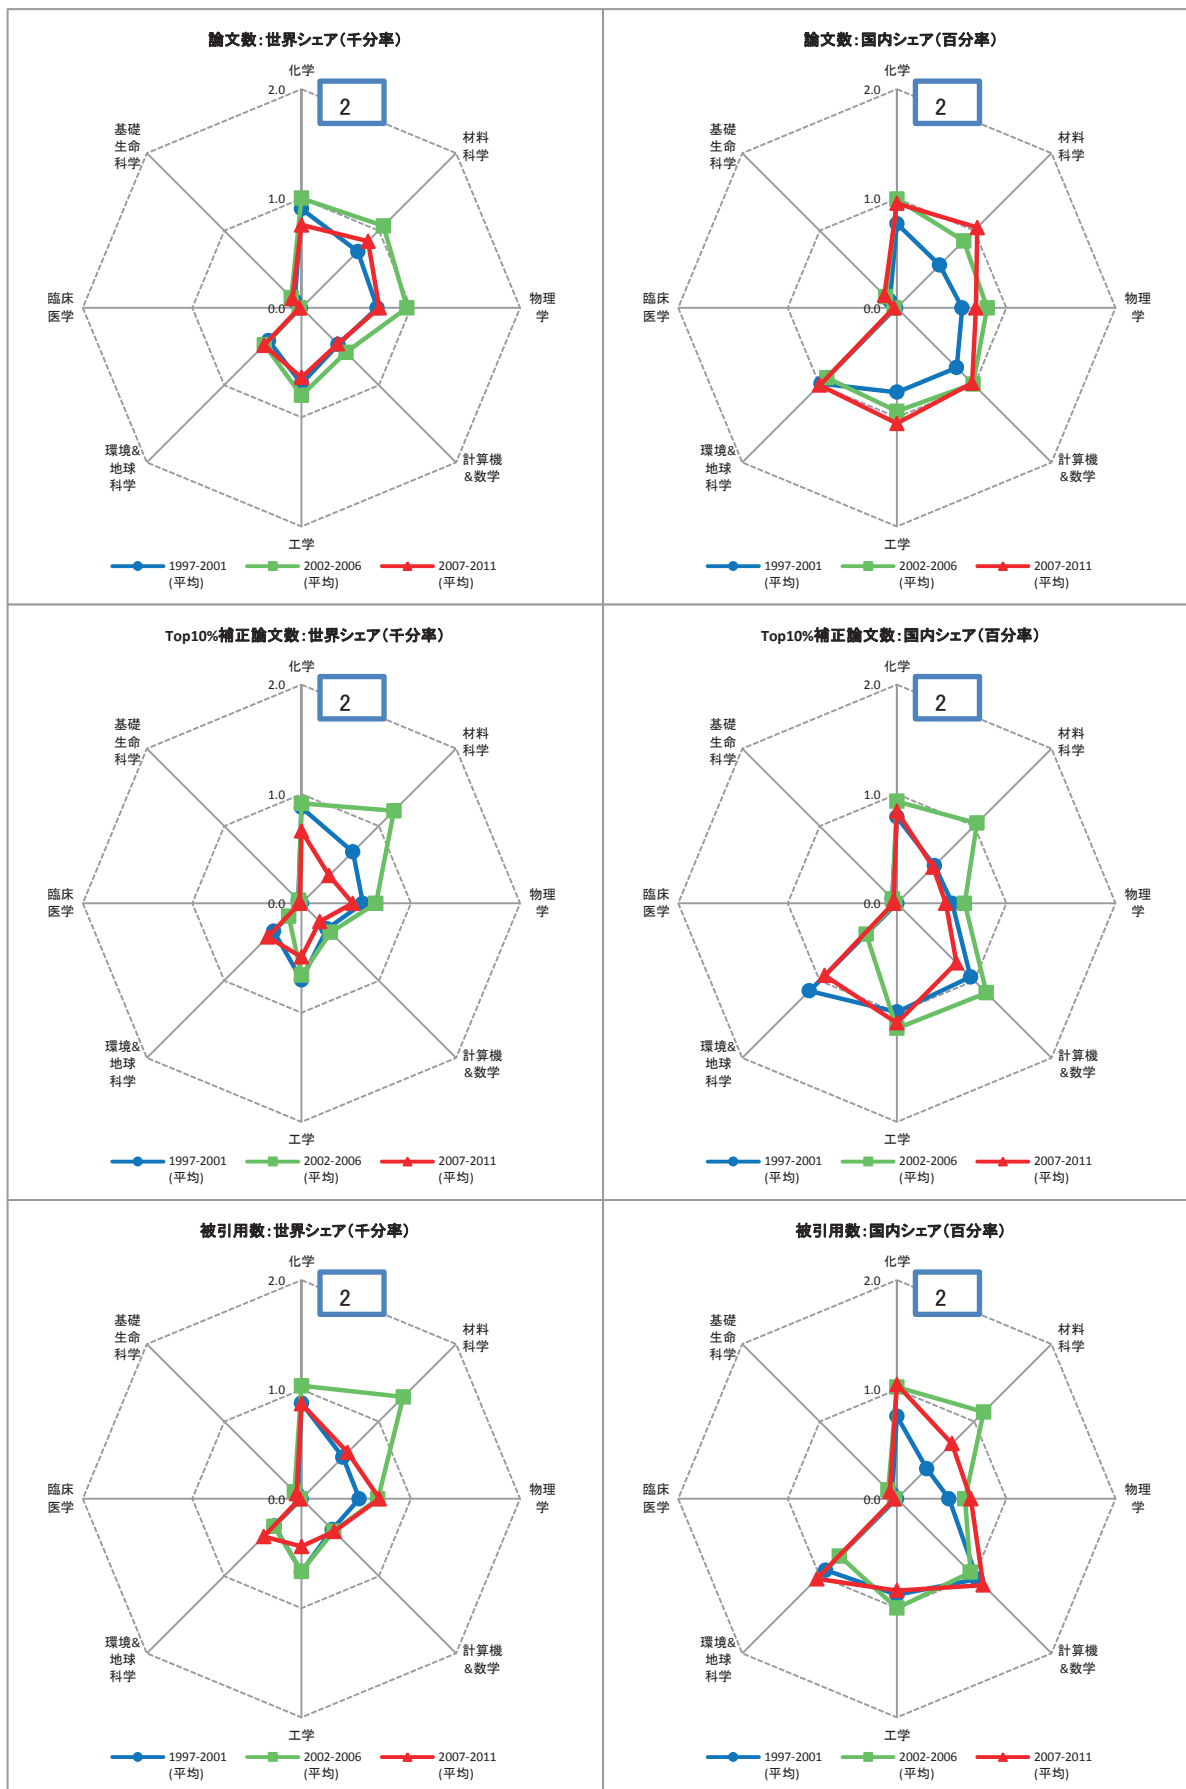 論文数:世界シェア(千分率)
化学
2.0
2
基礎
生命
科学
材料
科学
1.0
臨床
医学
0.0
物理
学
環境&
地球
科学
計算機
&数学
工学
1997-2001
(平均)
2002-2006
(平均)
2007-2011
(平均)
論文数:国内シェア(百分率)
化学
2.0
2
基礎
生命
科学
材料
科学
1.0
臨床
医学
0.0
物理
学
環境&
地球
科学
計算機
&数学
工学
1997-2001
(平均)
2002-2006
(平均)
2007-2011
(平均)
Top10%補正論文数:世界シェア(千分率)
化学
2.0
2
基礎
生命
科学
材料
科学
1.0
臨床
医学
0.0
物理
学
環境&
地球
科学
計算機
&数学
工学
1997-2001
(平均)
2002-2006
(平均)
2007-2011
(平均)
Top10%補正論文数:国内シェア(百分率)
化学
2.0
2
基礎
生命
科学
材料
科学
1.0
臨床
医学
0.0
物理
学
環境&
地球
科学
計算機
&数学
工学
1997-2001
(平均)
2002-2006
(平均)
2007-2011
(平均)
被引用数:世界シェア(千分率)
化学
2.0
2
基礎
生命
科学
材料
科学
1.0
臨床
医学
0.0
物理
学
環境&
地球
科学
計算機
&数学
工学
1997-2001
(平均)
2002-2006
(平均)
2007-2011
(平均)
被引用数:国内シェア(百分率)
化学
2.0
2
基礎
生命
科学
材料
科学
1.0
臨床
医学
0.0
物理
学
環境&
地球
科学
計算機
&数学
工学
1997-2001
(平均)
2002-2006
(平均)
2007-2011
(平均)